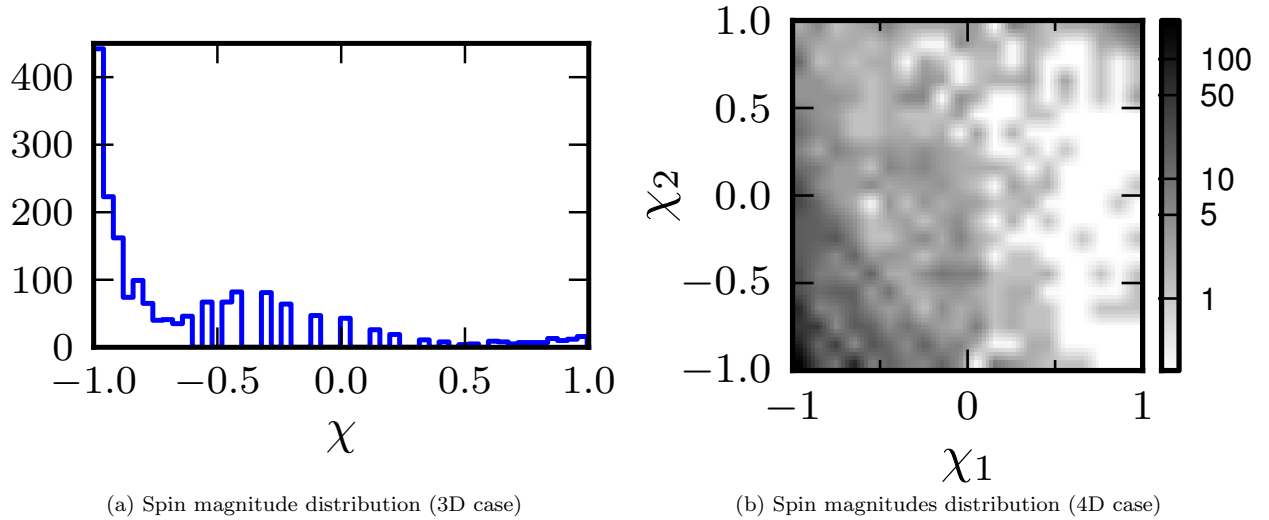 400
300
200
100
0
−1.0 −0.5 0.0 0.5 1.0
χ
(a) Spin magnitude distribution (3D case)
1.0
0.5
0.0
−0.5
−1.0
χ2
−1 0 1
χ1
100
50
10
5
1
(b) Spin magnitudes distribution (4D case)